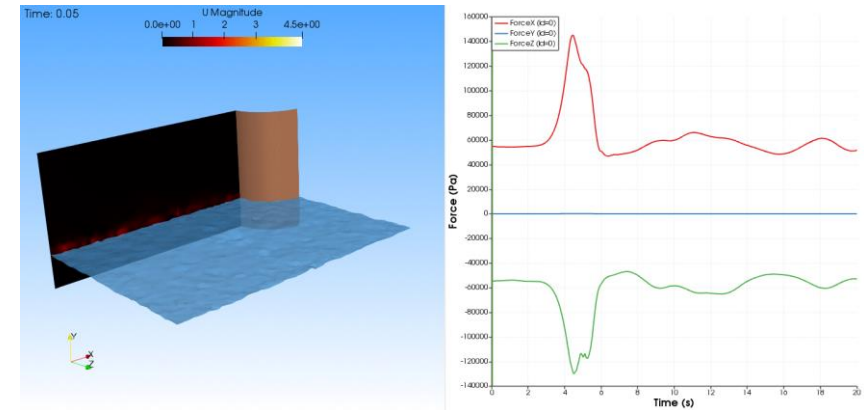 Time: 0.05
U Magnitude
0.0e+00 1 2 3 4.5e+00
Y
X
Z
ForceX (id=0)
ForceY (id=0)
ForceZ (id=0)
160000
140000
120000
100000
80000
60000
40000
20000
0
-20000
-40000
-60000
-80000
-100000
-120000
-140000
Force (Pa)
0 2 4 6 8 10 12 14 16 18 20
Time (s)